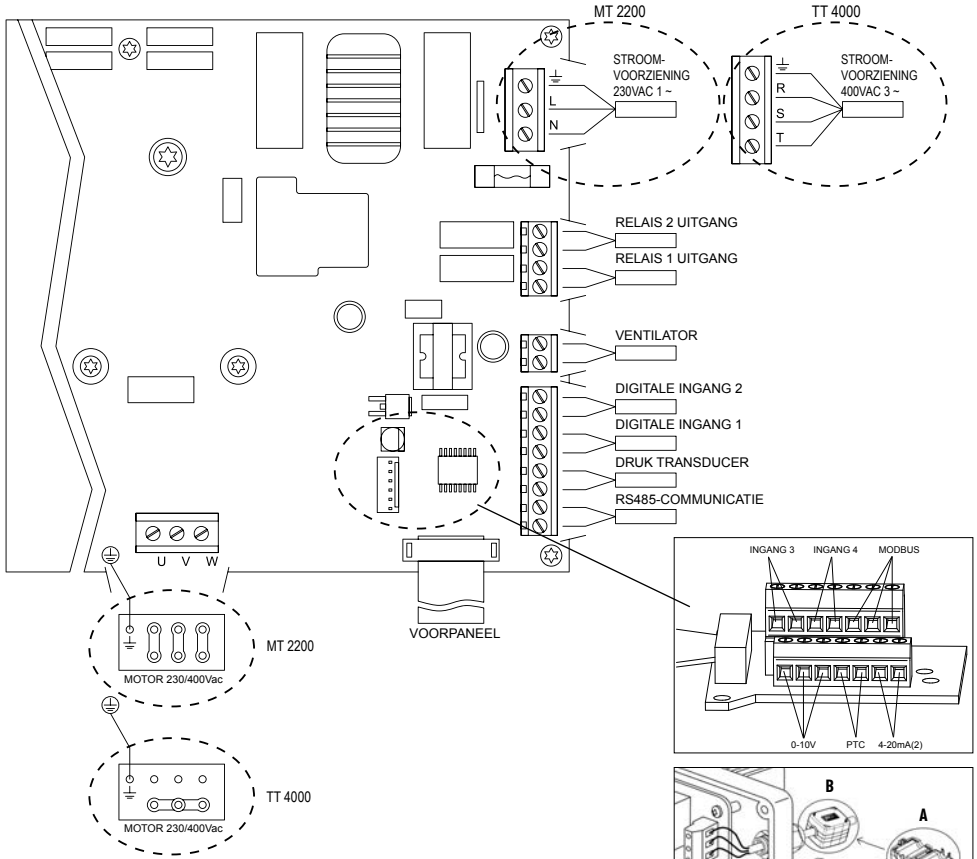 MT 2200
TT 4000
STROOM-
VOORZIENING
230VAC 1 ~
L
N
STROOM-
VOORZIENING
400VAC 3 ~
R
S
T
RELAIS 2 UITGANG
RELAIS 1 UITGANG
VENTILATOR
DIGITALE INGANG 2
DIGITALE INGANG 1
DRUK TRANSDUCER
RS485-COMMUNICATIE
U V W
VOORPANEEL
MT 2200
MOTOR 230/400Vac
TT 4000
MOTOR 230/400Vac
INGANG 3 INGANG 4 MODBUS
0-10V PTC 4-20mA(2)
B
A